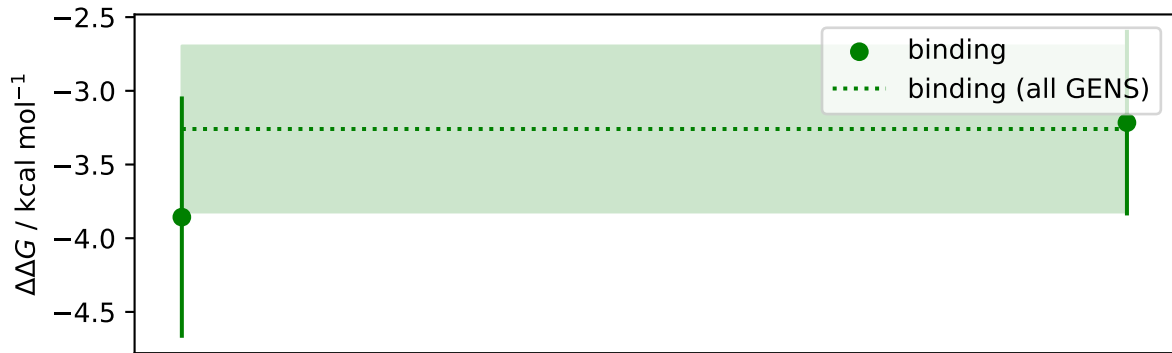 −2.5
−3.0
−3.5
−4.0
−4.5
ΔΔG / kcal mol⁻¹
binding
binding (all GENS)